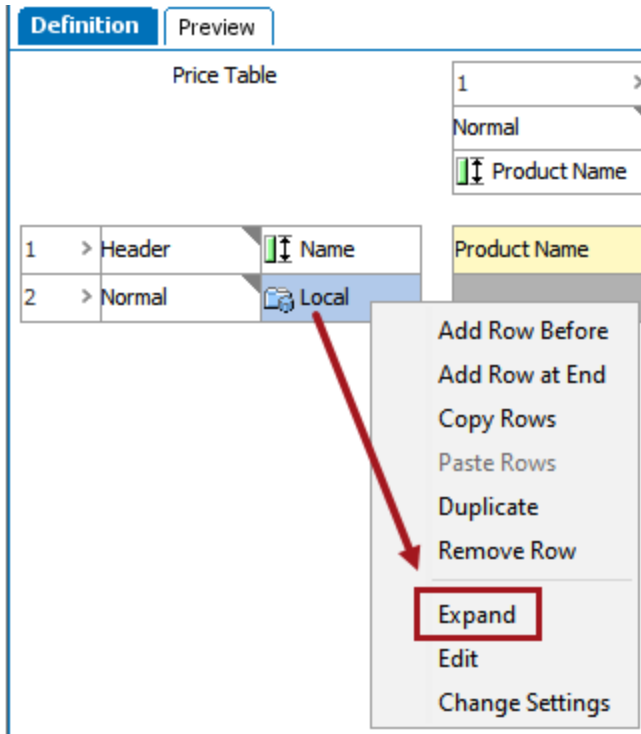 Definition Preview
Price Table
1 >
Normal
Product Name
1 > Header Name Product Name
2 > Normal Local
Add Row Before
Add Row at End
Copy Rows
Paste Rows
Duplicate
Remove Row
Expand
Edit
Change Settings